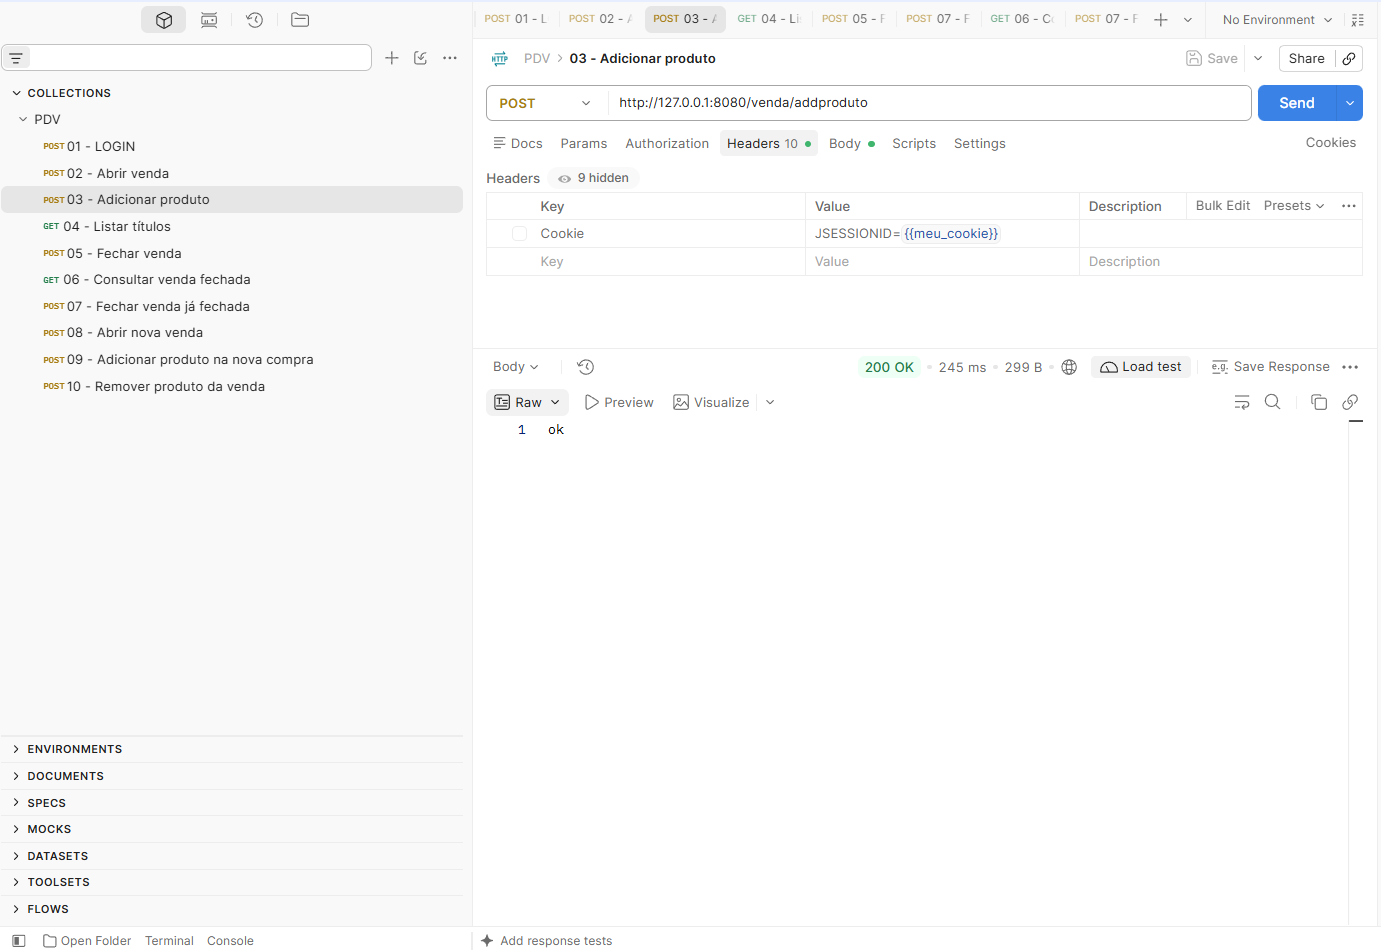 POST 01 - L POST 02 - A POST 03 - A GET 04 - Li POST 05 - F POST 07 - F GET 06 - Co POST 07 - F No Environment
HTTP PDV > 03 - Adicionar produto Save Share
COLLECTIONS
PDV
POST 01 - LOGIN
POST 02 - Abrir venda
POST 03 - Adicionar produto
GET 04 - Listar títulos
POST 05 - Fechar venda
GET 06 - Consultar venda fechada
POST 07 - Fechar venda já fechada
POST 08 - Abrir nova venda
POST 09 - Adicionar produto na nova compra
POST 10 - Remover produto da venda
ENVIRONMENTS
DOCUMENTS
SPECS
MOCKS
DATASETS
TOOLSETS
FLOWS
Open Folder Terminal Console
POST http://127.0.0.1:8080/venda/addproduto Send
Docs Params Authorization Headers 10 Body Scripts Settings Cookies
Headers 9 hidden
Key Value Description Bulk Edit Presets
Cookie JSESSIONID={{meu_cookie}}
Key Value Description
Body 200 OK 245 ms 299 B Load test e.g. Save Response
Raw Preview Visualize
1 ok
Add response tests